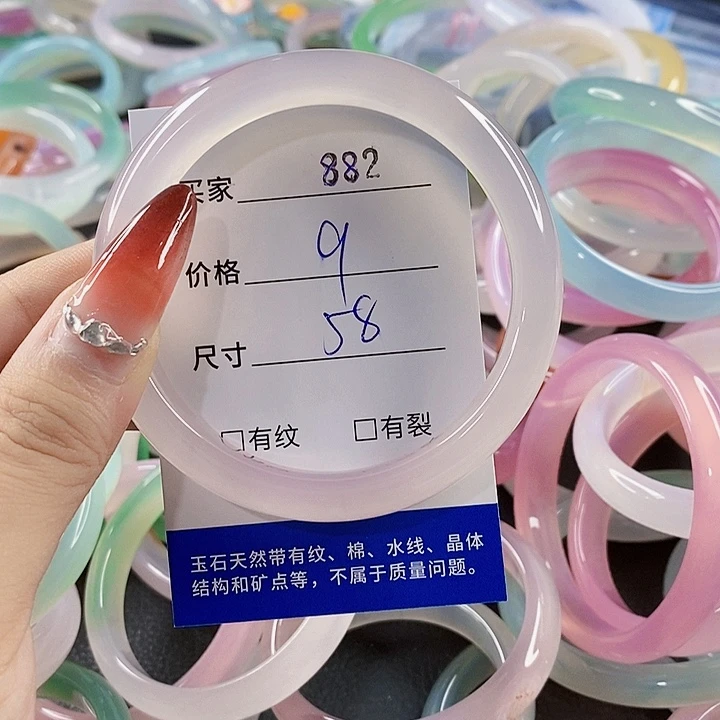 买家 882
价格 9
尺寸 58
□有纹 □有裂
玉石天然带有纹、棉、水线、晶体
结构和矿点等，不属于质量问题。